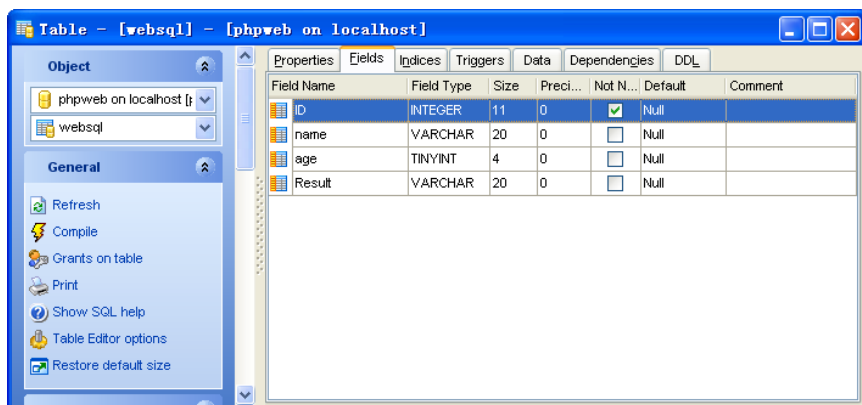 Table - [websql] - [phpweb on localhost]
Object
phpweb on localhost [
websql
General
Refresh
Compile
Grants on table
Print
Show SQL help
Table Editor options
Restore default size
Properties Fields Indices Triggers Data Dependencies DDL
Field Name Field Type Size Preci... Not N... Default Comment
ID INTEGER 11 0 Null
name VARCHAR 20 0 Null
age TINYINT 4 0 Null
Result VARCHAR 20 0 Null